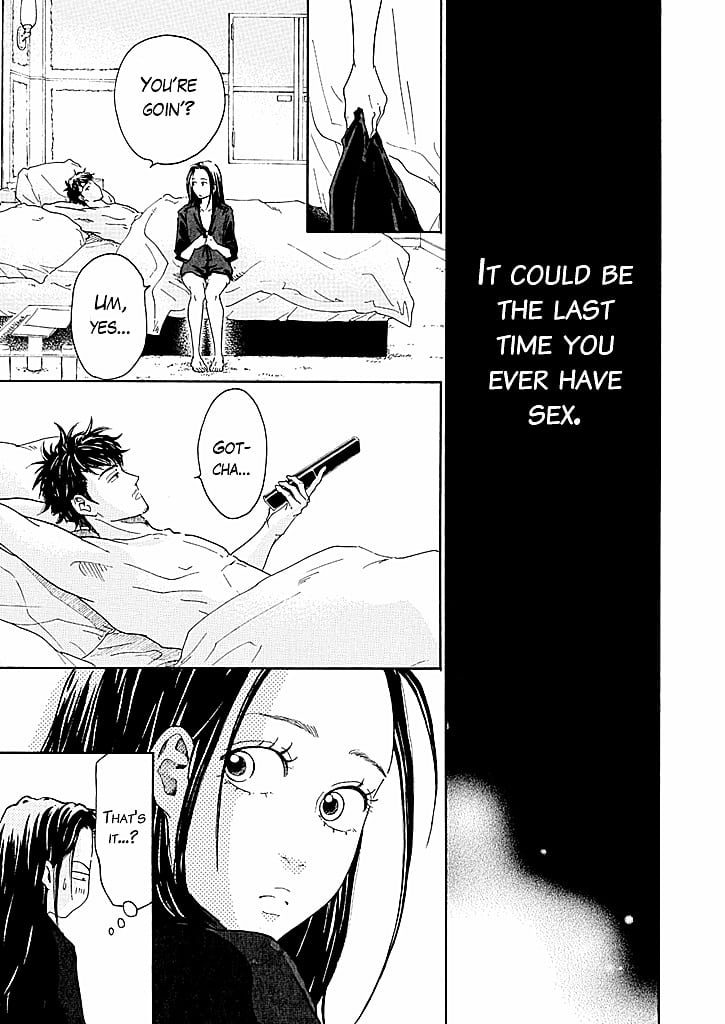 IT COULD BE
THE LAST
TIME YOU
EVER HAVE
SEX.
YOU'RE
GOIN'?
UM,
YES...
GOT-
CHA...
THAT'S
IT...?